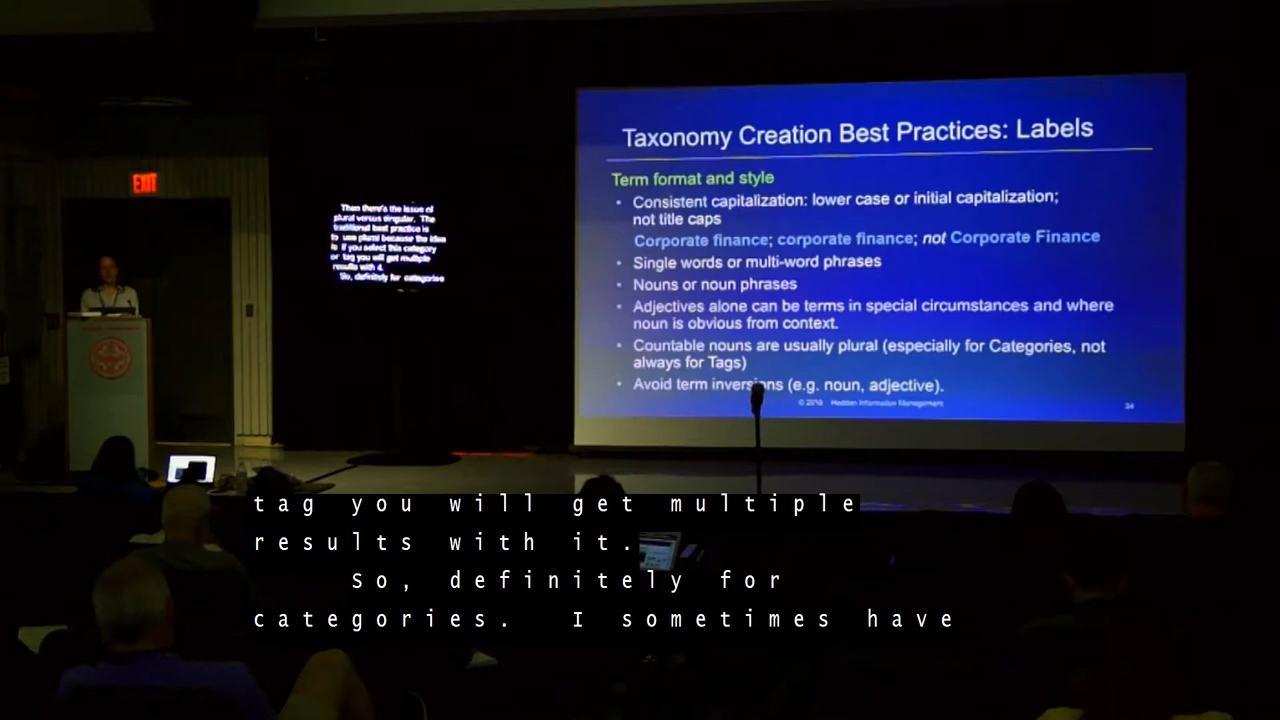 EXIT
Then there's the issue of
plural versus singular. The
traditional best practice is
to use plural because the idea
is if you select this category
or tag you will get multiple
results with it.
So, definitely for categories
Taxonomy Creation Best Practices: Labels
Term format and style
• Consistent capitalization: lower case or initial capitalization;
not title caps
Corporate finance; corporate finance; not Corporate Finance
• Single words or multi-word phrases
• Nouns or noun phrases
• Adjectives alone can be terms in special circumstances and where
noun is obvious from context.
• Countable nouns are usually plural (especially for Categories, not
always for Tags)
• Avoid term inversions (e.g. noun, adjective).
Hedden Information Management
34
tag you will get multiple
results with it.
So, definitely for
categories. I sometimes have